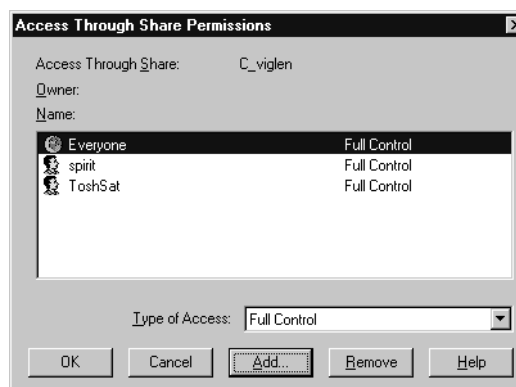 Access Through Share Permissions
Access Through Share: C_viglen
Owner:
Name:
Everyone Full Control
spirit Full Control
ToshSat Full Control
Type of Access: Full Control
OK Cancel Add... Remove Help